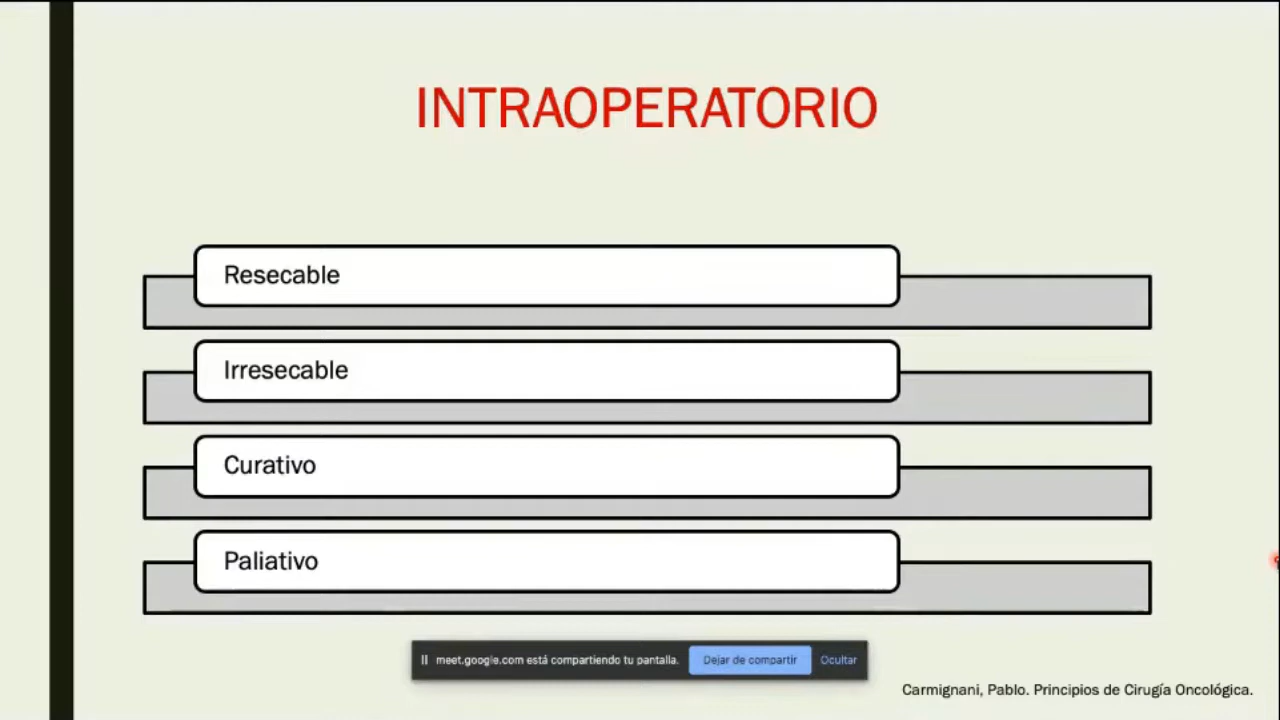 INTRAOPERATORIO
Resecable
Irresecable
Curativo
Paliativo
meet.google.com está compartiendo tu pantalla. Dejar de compartir Ocultar
Carmignani, Pablo. Principios de Cirugía Oncológica.